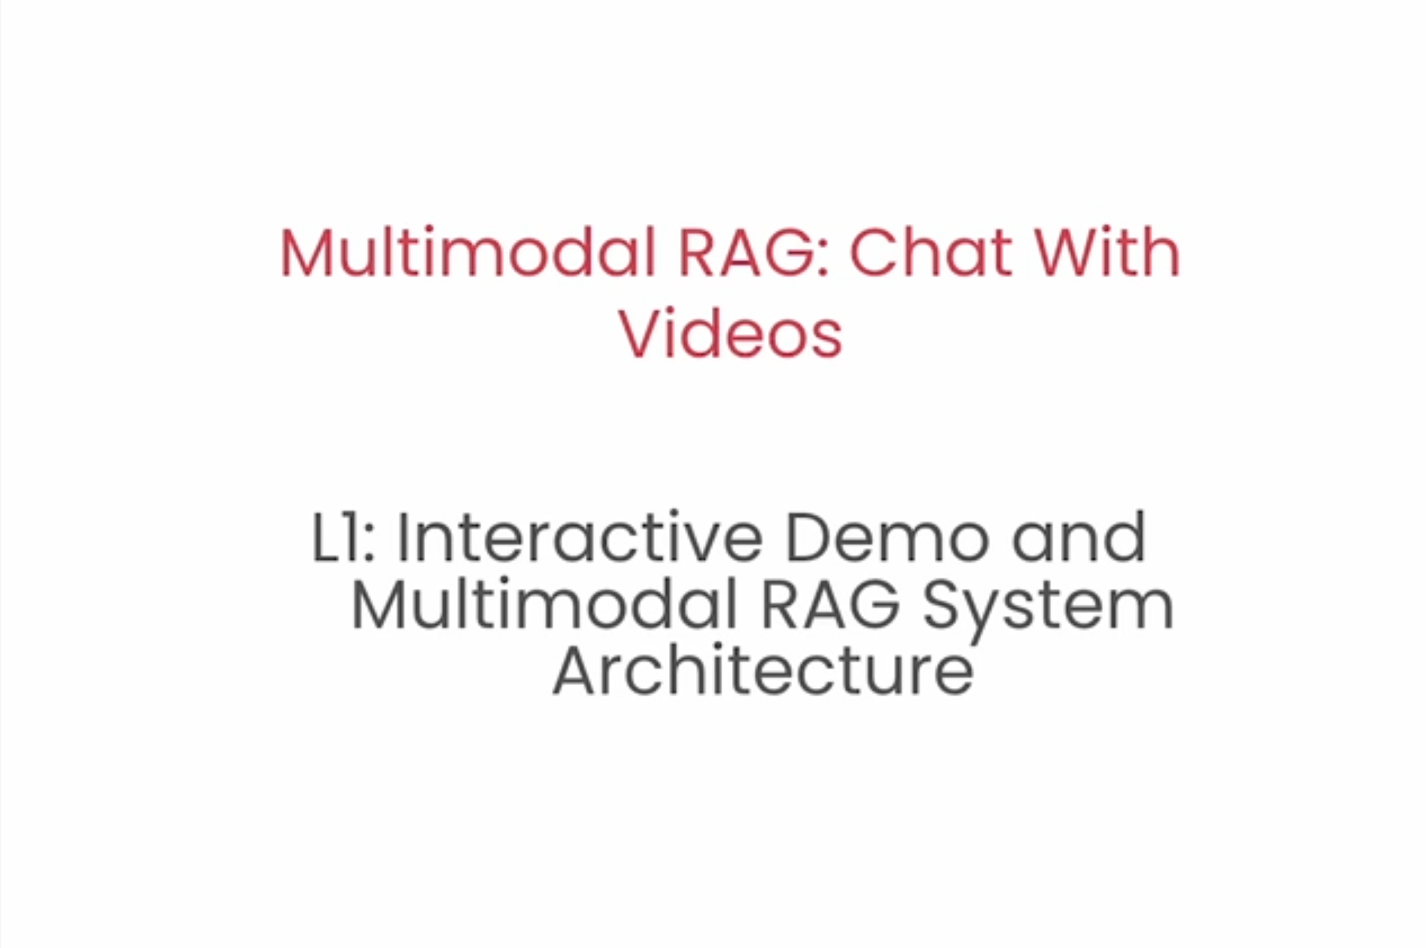 Multimodal RAG: Chat With
Videos
L1: Interactive Demo and
Multimodal RAG System
Architecture